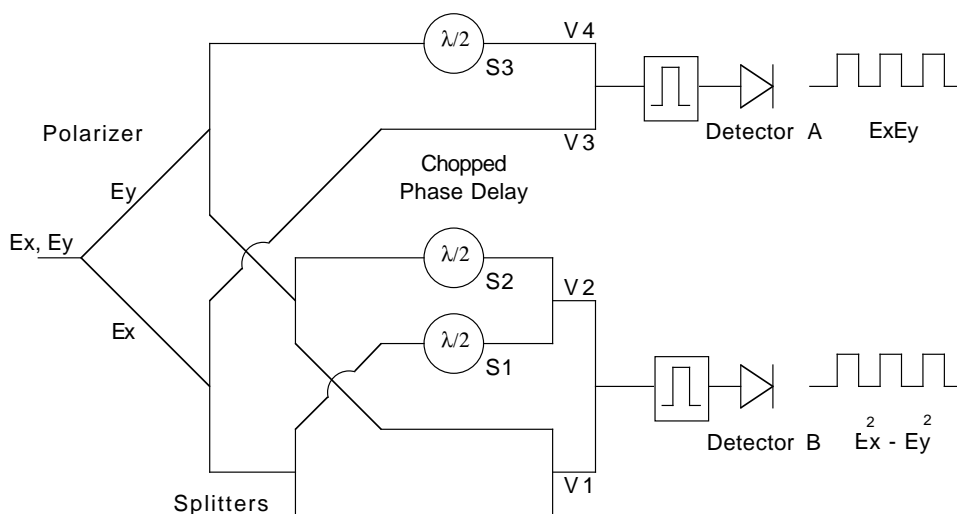 λ/2
V4
S3
Polarizer
Detector A
ExEy
V3
Chopped
Phase Delay
Ey
Ex, Ey
λ/2
S2
V2
Ex
λ/2
S1
Detector B
Ex² - Ey²
V1
Splitters